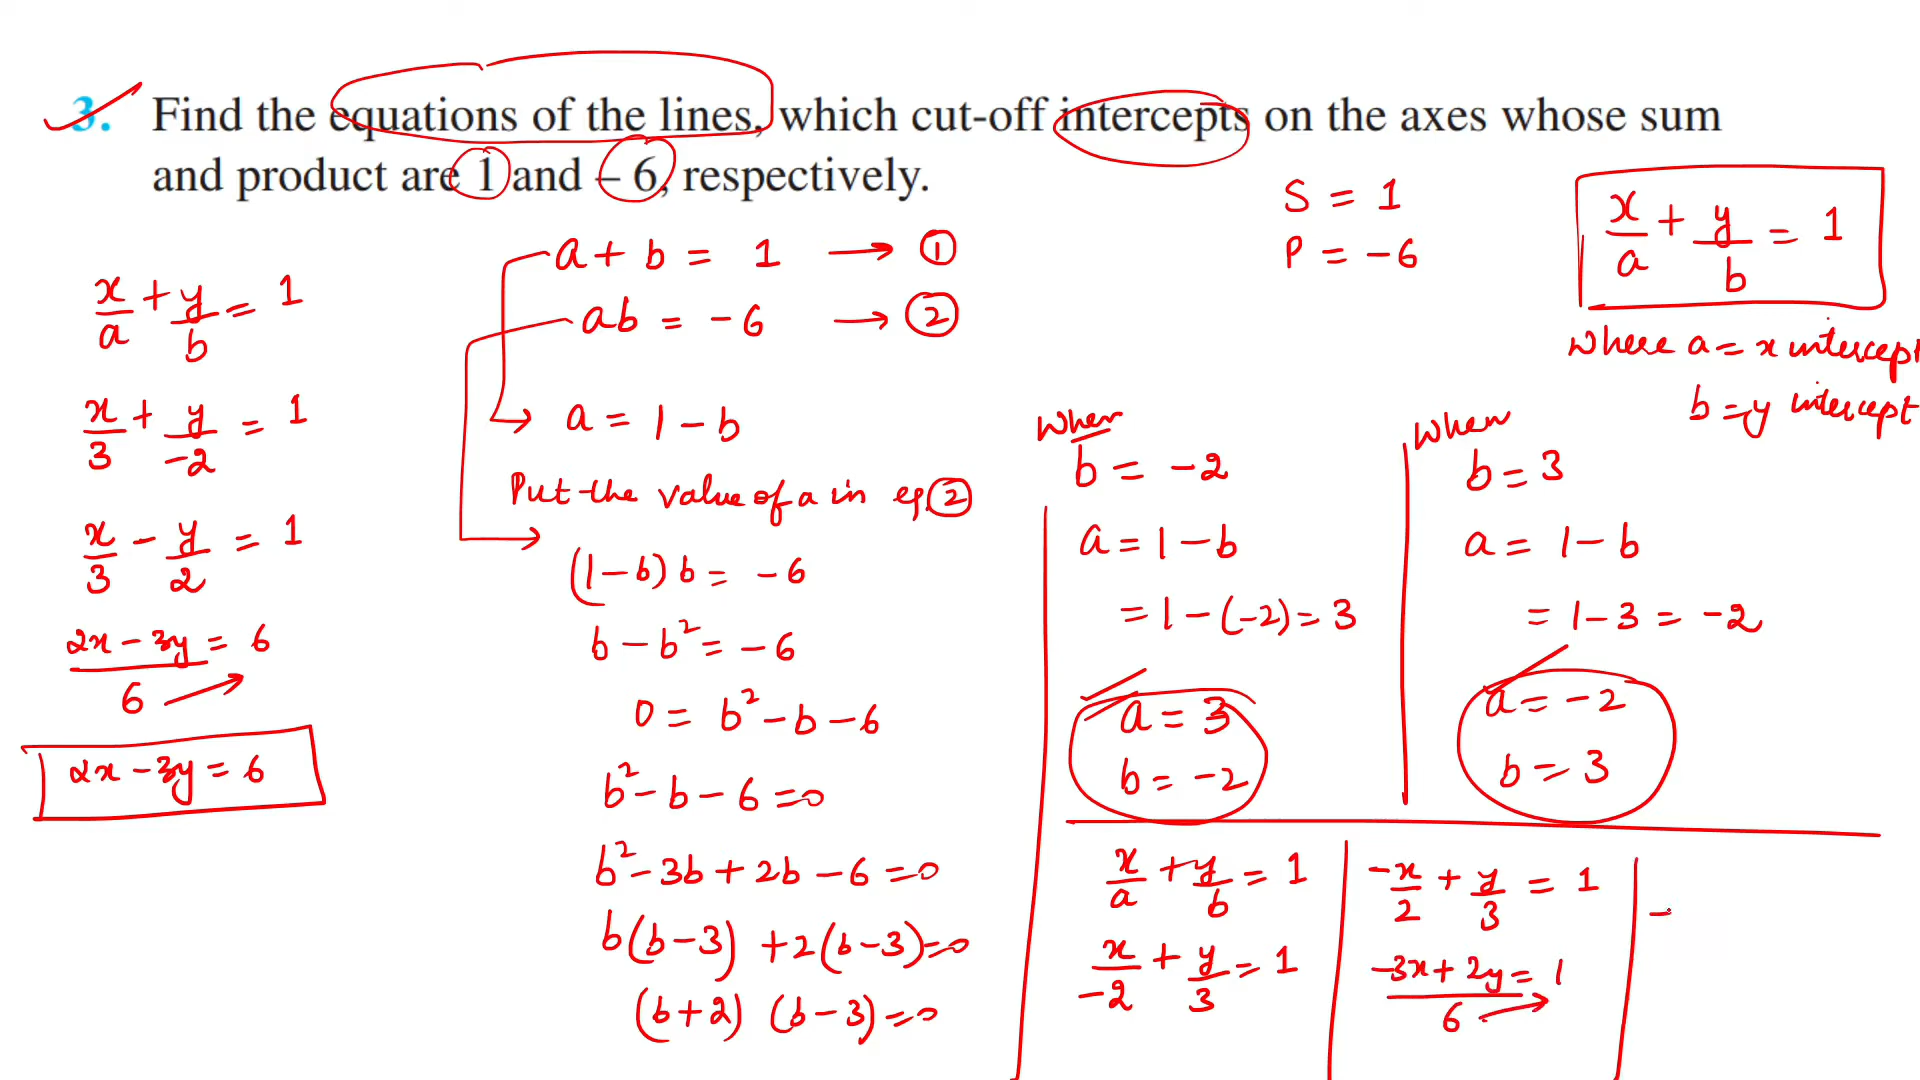 3. Find the equations of the lines, which cut-off intercepts on the axes whose sum
and product are 1 and – 6, respectively.
S = 1
P = -6
x/a + y/b = 1
where a = x intercept
b = y intercept
a + b = 1 → ①
ab = -6 → ②
a = 1 - b
Put the value of a in eq ②
(1-b) b = -6
b - b² = -6
0 = b² - b - 6
b² - b - 6 = 0
b² - 3b + 2b - 6 = 0
b(b-3) + 2(b-3) = 0
(b+2) (b-3) = 0
When
b = -2
a = 1 - b
= 1 - (-2) = 3
a = 3
b = -2
When
b = 3
a = 1 - b
= 1 - 3 = -2
a = -2
b = 3
x/a + y/b = 1
x/3 + y/-2 = 1
x/3 - y/2 = 1
2x - 3y/6 = 6
2x - 3y = 6
x/a + y/b = 1
x/-2 + y/3 = 1
-x/2 + y/3 = 1
-3x + 2y/6 = 1
-